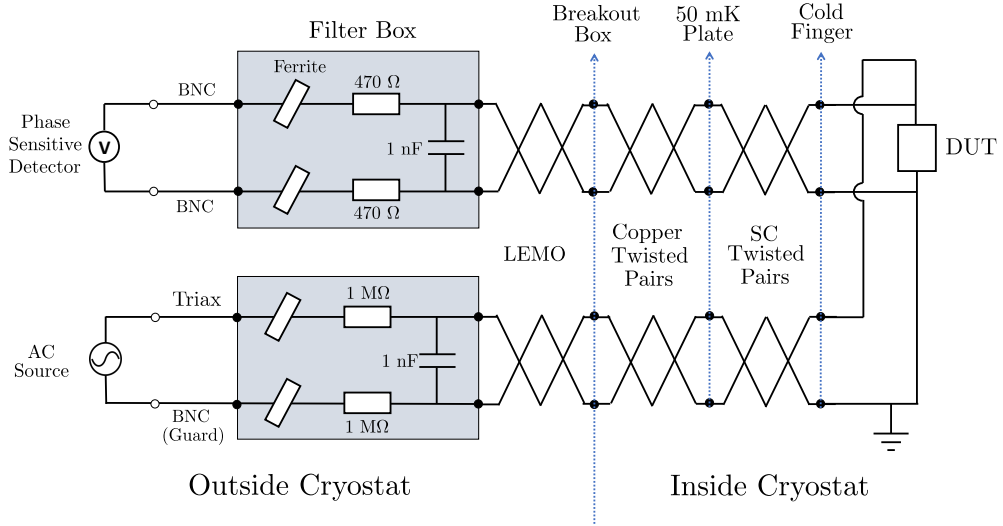 Filter Box
Breakout
Box
50 mK
Plate
Cold
Finger
Ferrite
BNC
470 Ω
Phase
Sensitive
Detector
V
1 nF
DUT
BNC
470 Ω
LEMO
Copper
Twisted
Pairs
SC
Twisted
Pairs
Triax
1 MΩ
AC
Source
1 nF
BNC
(Guard)
1 MΩ
Outside Cryostat
Inside Cryostat